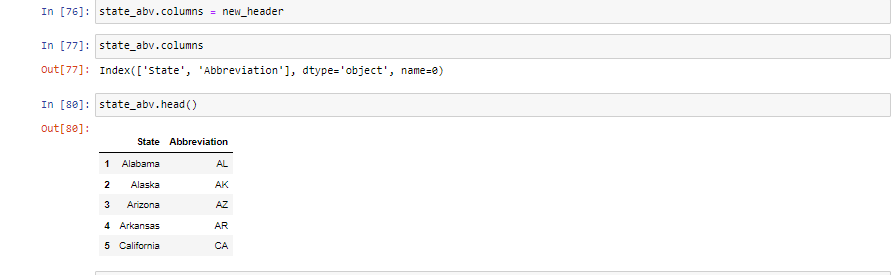 In [76]: state_abv.columns = new_header
In [77]: state_abv.columns
Out[77]: Index(['State', 'Abbreviation'], dtype='object', name=0)
In [80]: state_abv.head()
Out[80]:
State Abbreviation
1 Alabama AL
2 Alaska AK
3 Arizona AZ
4 Arkansas AR
5 California CA